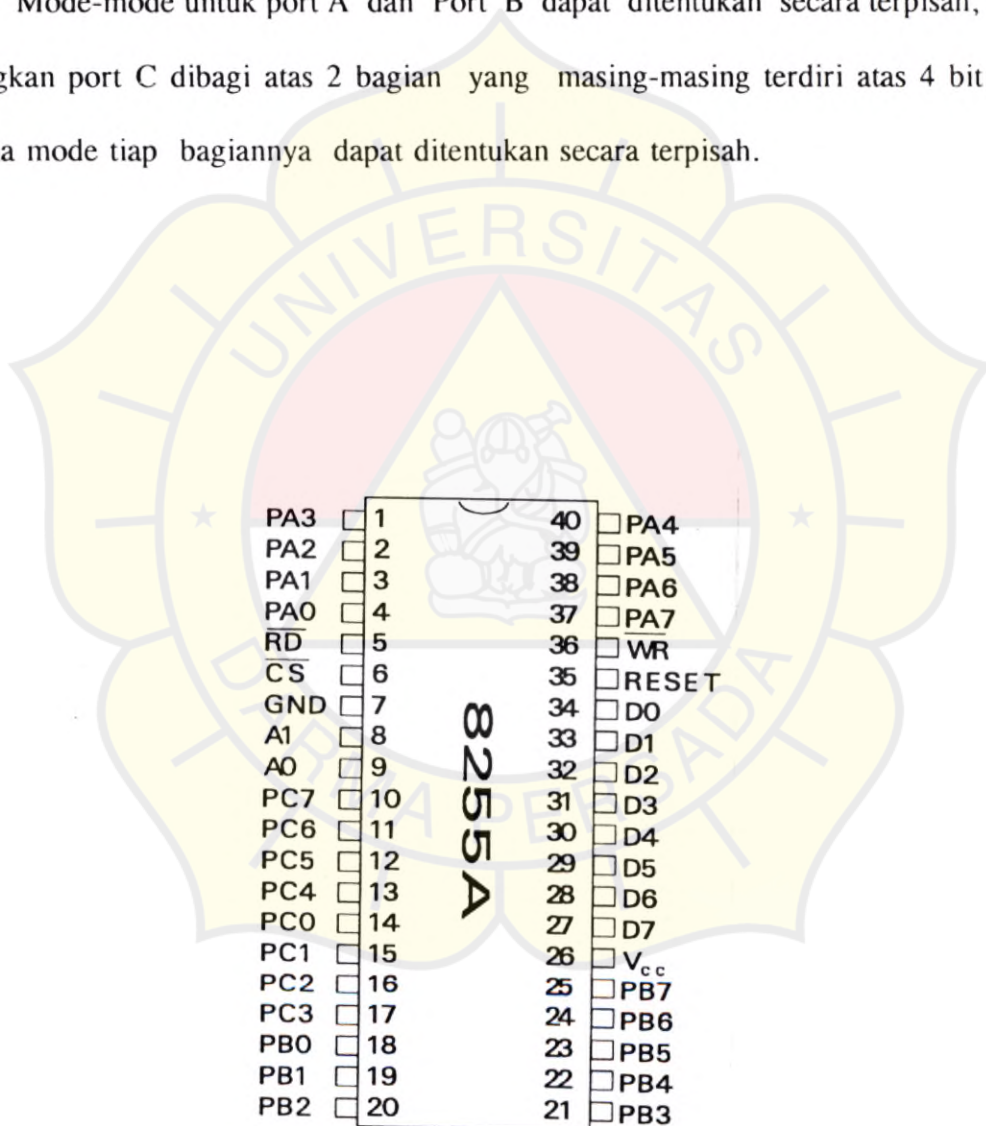 Mode-mode untuk port A dan Port B dapat ditentukan secara terpisah,
gkan port C dibagi atas 2 bagian yang masing-masing terdiri atas 4 bit
a mode tiap bagiannya dapat ditentukan secara terpisah.
UNIVERSITAS
DARMA PERSADA
PA3 1 40 PA4
PA2 2 39 PA5
PA1 3 38 PA6
PA0 4 37 PA7
R̅D̅ 5 36 W̅R̅
C̅S̅ 6 35 RESET
GND 7 34 D0
A1 8 33 D1
A0 9 32 D2
PC7 10 31 D3
PC6 11 30 D4
PC5 12 29 D5
PC4 13 28 D6
PC0 14 27 D7
PC1 15 26 Vcc
PC2 16 25 PB7
PC3 17 24 PB6
PB0 18 23 PB5
PB1 19 22 PB4
PB2 20 21 PB3
8255A